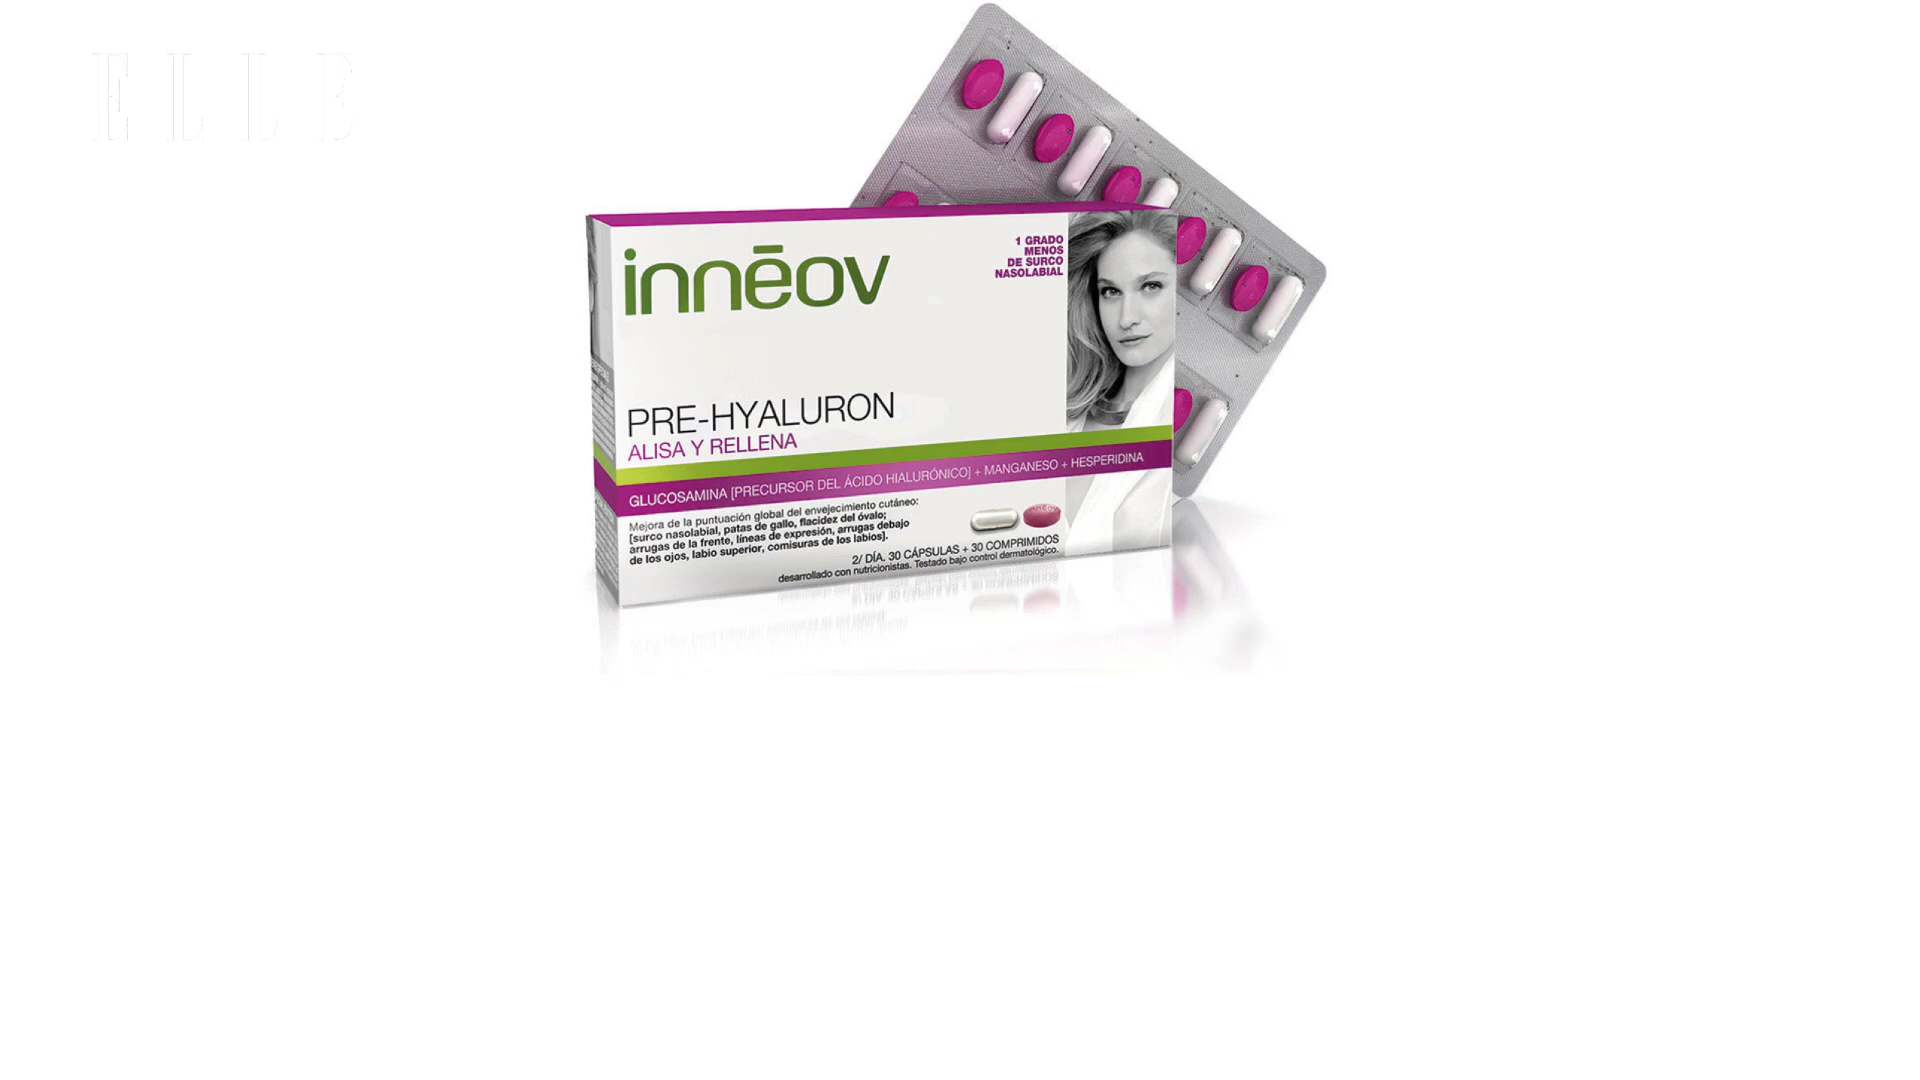 ELLE
innēov
1 GRADO
MENOS
DE SURCO
NASOLABIAL
PRE-HYALURON
ALISA Y RELLENA
GLUCOSAMINA [PRECURSOR DEL ÁCIDO HIALURÓNICO] + MANGANESO + HESPERIDINA
Mejora de la puntuación global del envejecimiento cutáneo:
[surco nasolabial, patas de gallo, flacidez del óvalo;
arrugas de la frente, líneas de expresión, arrugas debajo
de los ojos, labio superior, comisuras de los labios].
2/ DÍA. 30 CÁPSULAS + 30 COMPRIMIDOS
desarrollado con nutricionistas. Testado bajo control dermatológico.